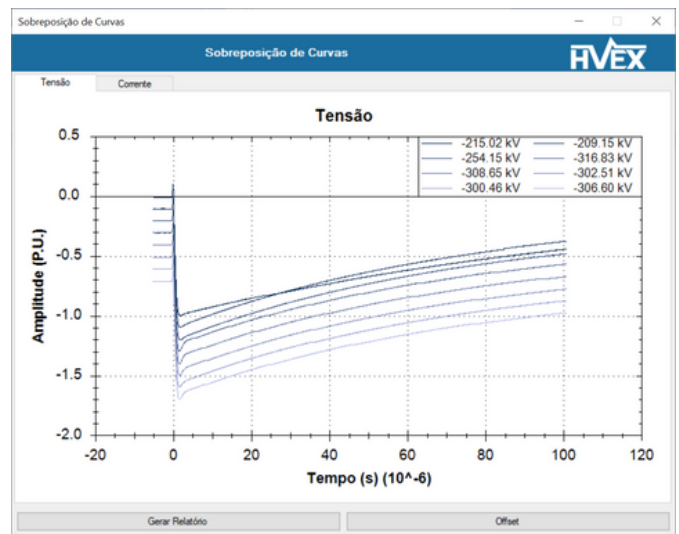 Sobreposição de Curvas
Sobreposição de Curvas
HVEX
Tensão Corrente
Tensão
-215.02 kV -209.15 kV
-254.15 kV -316.83 kV
-308.65 kV -302.51 kV
-300.46 kV -306.60 kV
0.5
0.0
-0.5
-1.0
-1.5
-2.0
Amplitude (P.U.)
-20 0 20 40 60 80 100 120
Tempo (s) (10^-6)
Gerar Relatório Offset